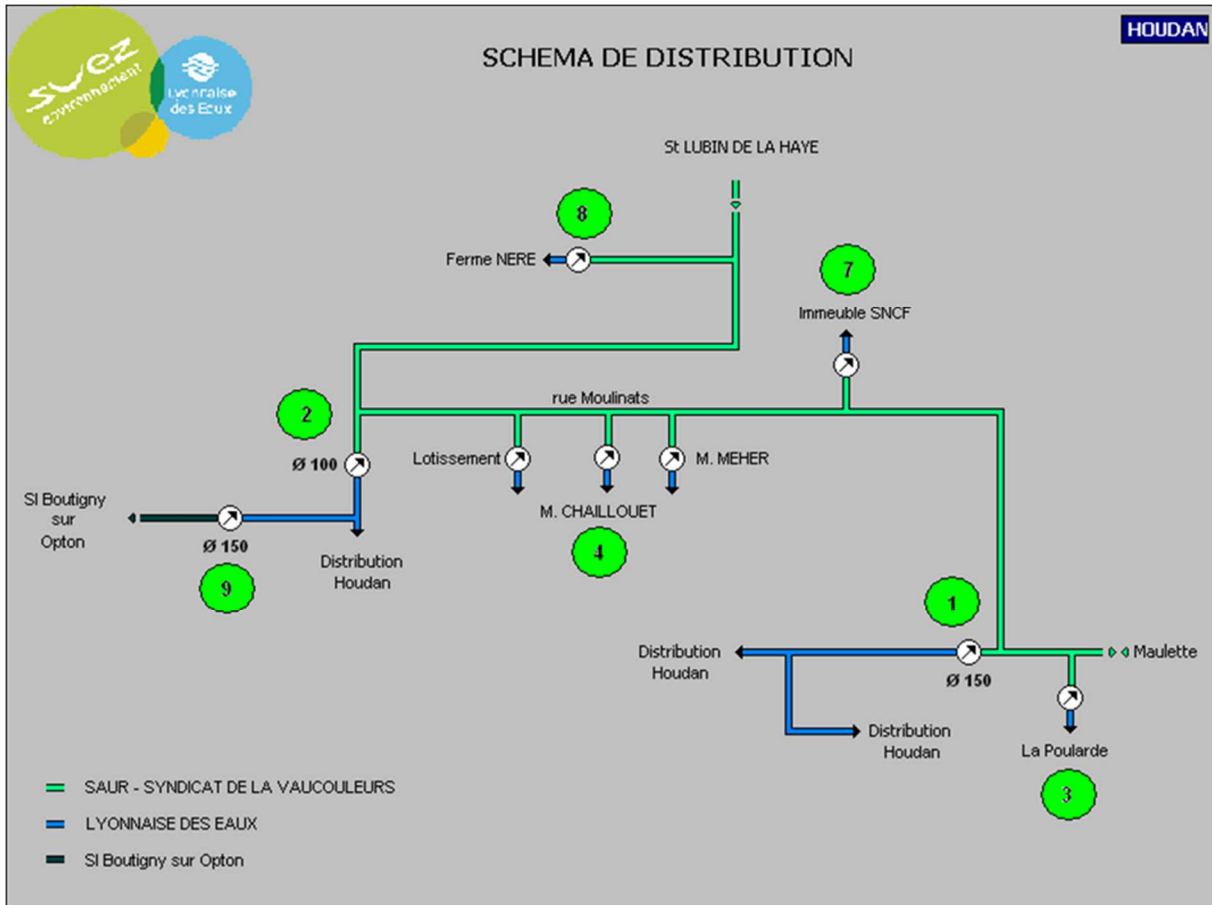 HOUDAN
suez
environnement
Lyonnaise
des Eaux
SCHEMA DE DISTRIBUTION
St LUBIN DE LA HAYE
8
Ferme NERE
7
Immeuble SNCF
rue Moulinats
2
Ø 100
Lotissement
M. MEHER
M. CHAILLOUET
4
SI Boutigny
sur
Opton
Ø 150
9
Distribution
Houdan
1
Distribution
Houdan
Ø 150
Maulette
Distribution
Houdan
La Poularde
3
SAUR - SYNDICAT DE LA VAUCOULEURS
LYONNAISE DES EAUX
SI Boutigny sur Opton